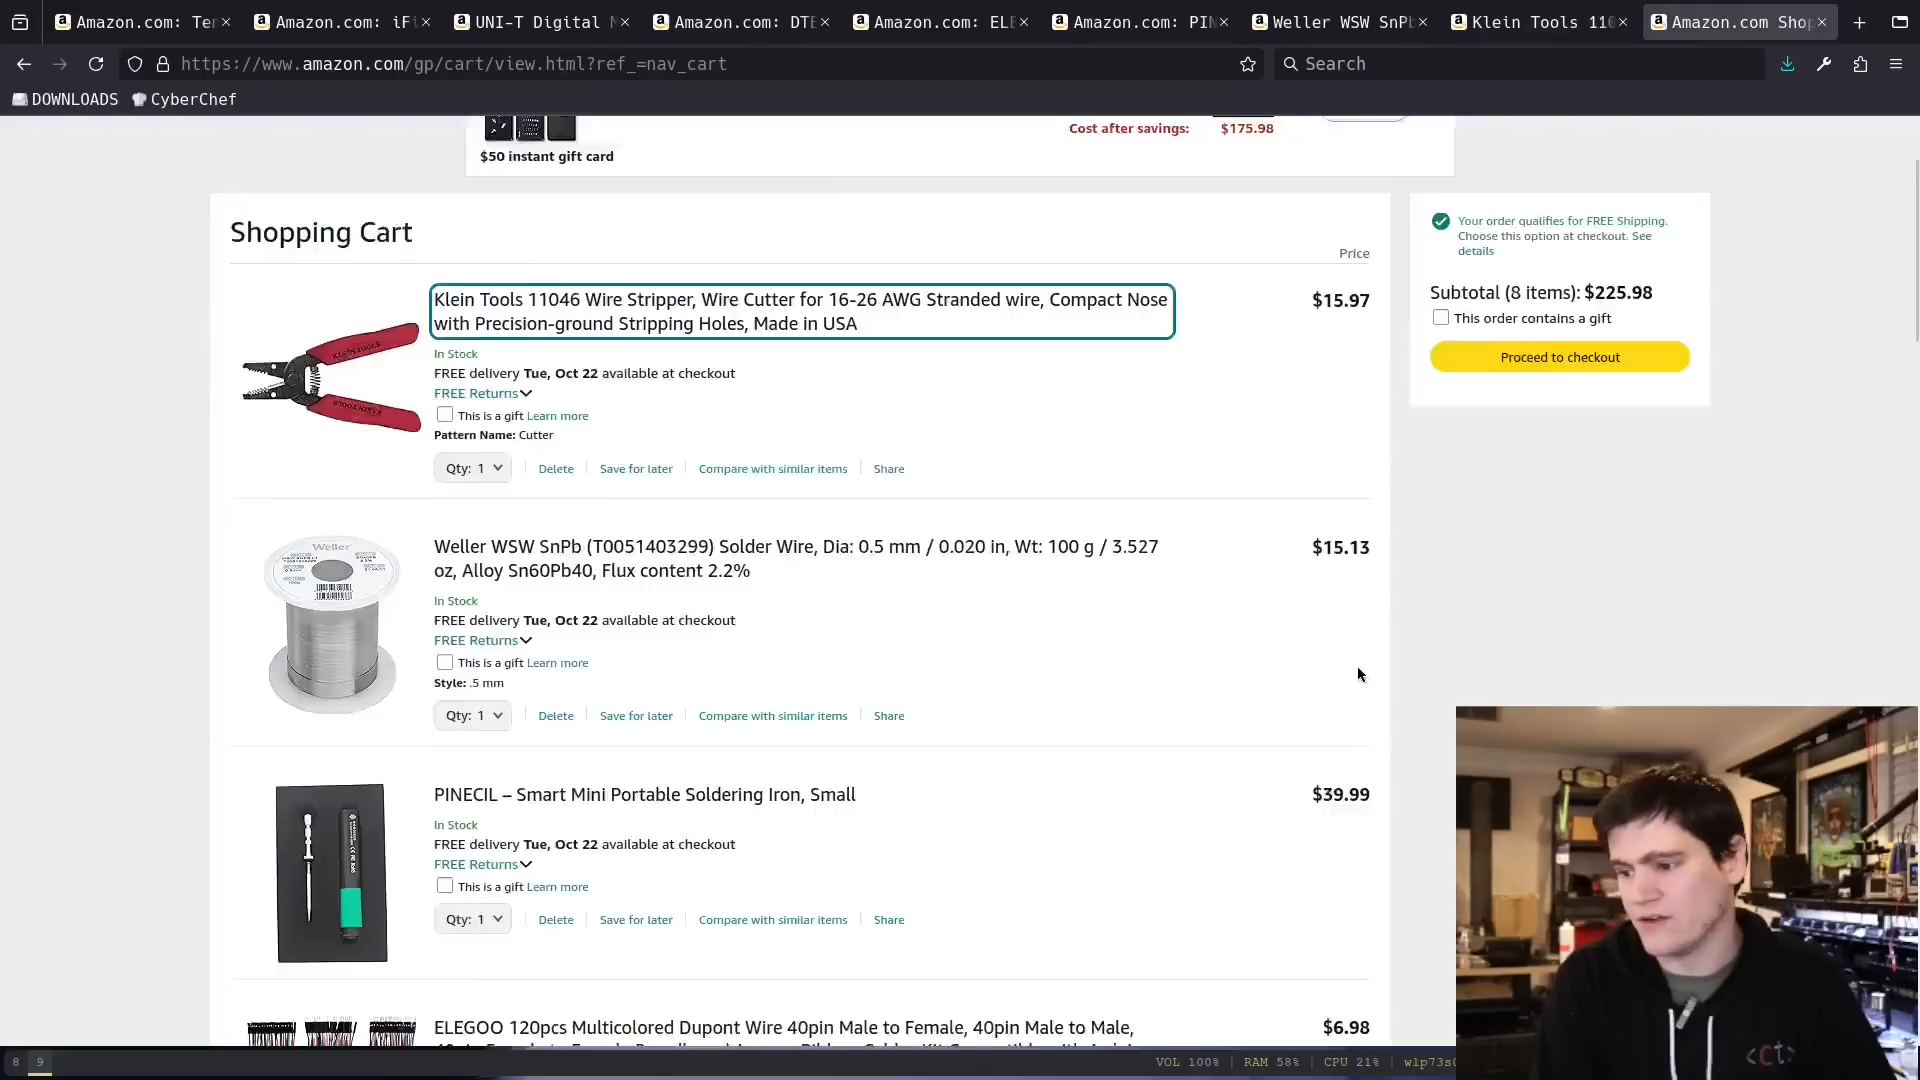 Amazon.com: Ter
Amazon.com: iFi
UNI-T Digital M
Amazon.com: DTE
Amazon.com: ELE
Amazon.com: PIN
Weller WSW SnPb
Klein Tools 110
Amazon.com Shop
https://www.amazon.com/gp/cart/view.html?ref_=nav_cart
Search
DOWNLOADS
CyberChef
Cost after savings: $175.98
$50 instant gift card
Shopping Cart
Price
Klein Tools 11046 Wire Stripper, Wire Cutter for 16-26 AWG Stranded wire, Compact Nose
with Precision-ground Stripping Holes, Made in USA
$15.97
In Stock
FREE delivery Tue, Oct 22 available at checkout
FREE Returns
This is a gift Learn more
Pattern Name: Cutter
Qty: 1
Delete
Save for later
Compare with similar items
Share
Weller
Weller WSW SnPb (T0051403299) Solder Wire, Dia: 0.5 mm / 0.020 in, Wt: 100 g / 3.527
oz, Alloy Sn60Pb40, Flux content 2.2%
$15.13
In Stock
FREE delivery Tue, Oct 22 available at checkout
FREE Returns
This is a gift Learn more
Style: .5 mm
Qty: 1
Delete
Save for later
Compare with similar items
Share
PINECIL – Smart Mini Portable Soldering Iron, Small
$39.99
In Stock
FREE delivery Tue, Oct 22 available at checkout
FREE Returns
This is a gift Learn more
Qty: 1
Delete
Save for later
Compare with similar items
Share
ELEGOO 120pcs Multicolored Dupont Wire 40pin Male to Female, 40pin Male to Male,
$6.98
Your order qualifies for FREE Shipping.
Choose this option at checkout. See
details
Subtotal (8 items): $225.98
This order contains a gift
Proceed to checkout
<ct>
8 9
VOL 100% | RAM 58% | CPU 21% | wlp73s0